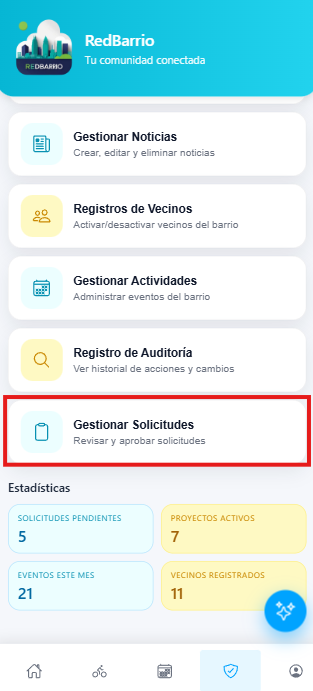 REDBARRIO
RedBarrio
Tu comunidad conectada
Gestionar Noticias
Crear, editar y eliminar noticias
Registros de Vecinos
Activar/desactivar vecinos del barrio
Gestionar Actividades
Administrar eventos del barrio
Registro de Auditoría
Ver historial de acciones y cambios
Gestionar Solicitudes
Revisar y aprobar solicitudes
Estadísticas
SOLICITUDES PENDIENTES
5
PROYECTOS ACTIVOS
7
EVENTOS ESTE MES
21
VECINOS REGISTRADOS
11